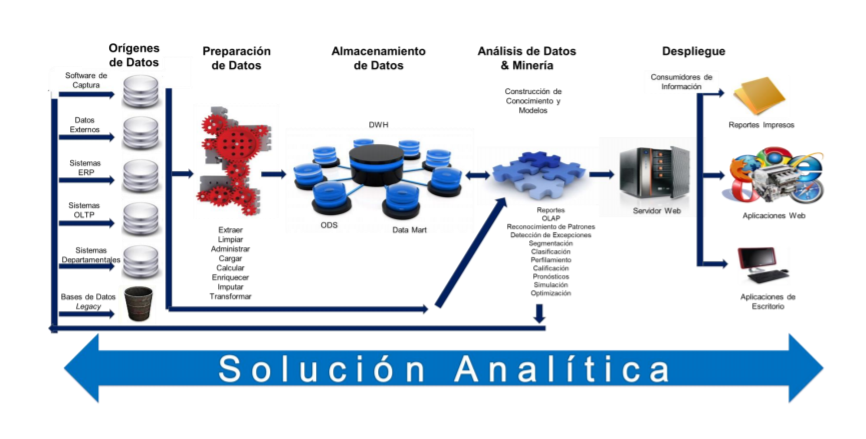 Orígenes
de Datos
Software de
Captura
Datos
Externos
Sistemas
ERP
Sistemas
OLTP
Sistemas
Departamentales
Bases de Datos
Legacy
Preparación
de Datos
Extraer
Limpiar
Administrar
Cargar
Calcular
Enriquecer
Imputar
Transformar
Almacenamiento
de Datos
DWH
ODS
Data Mart
Análisis de Datos
& Minería
Construcción de
Conocimiento y
Modelos
Reportes
OLAP
Reconocimiento de Patrones
Detección de Excepciones
Segmentación
Clasificación
Perfilamiento
Calificación
Pronósticos
Simulación
Optimización
Despliegue
Consumidores de
Información
Servidor Web
Reportes Impresos
Aplicaciones Web
Aplicaciones de
Escritorio
Solución Analítica